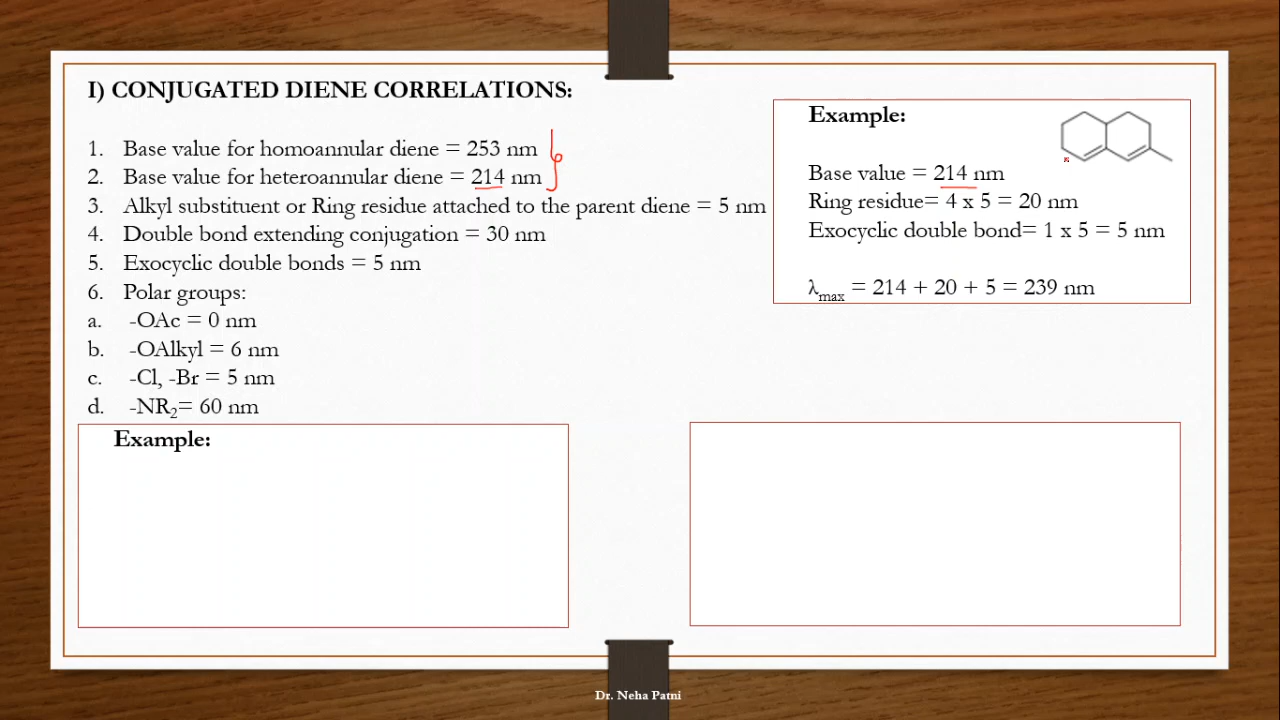 I) CONJUGATED DIENE CORRELATIONS:
1. Base value for homoannular diene = 253 nm
2. Base value for heteroannular diene = 214 nm
3. Alkyl substituent or Ring residue attached to the parent diene = 5 nm
4. Double bond extending conjugation = 30 nm
5. Exocyclic double bonds = 5 nm
6. Polar groups:
a. -OAc = 0 nm
b. -OAlkyl = 6 nm
c. -Cl, -Br = 5 nm
d. -NR₂= 60 nm
Example:
Base value = 214 nm
Ring residue= 4 x 5 = 20 nm
Exocyclic double bond= 1 x 5 = 5 nm
λmax = 214 + 20 + 5 = 239 nm
Example:
Dr. Neha Patni